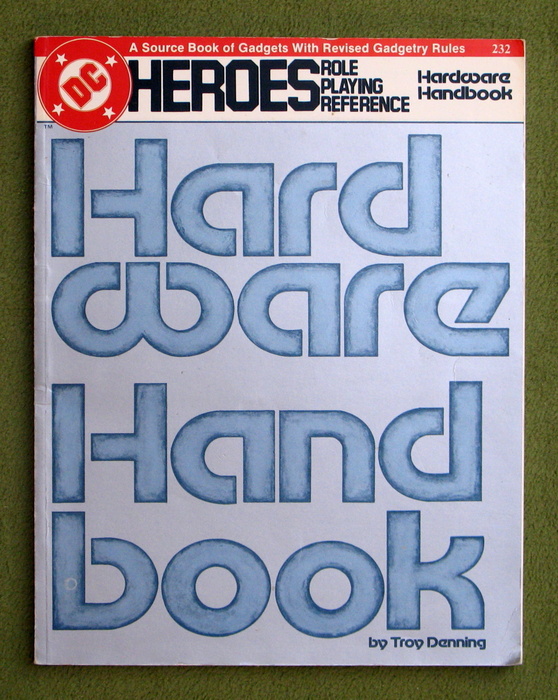 A Source Book of Gadgets With Revised Gadgetry Rules 232
DC
HEROES
ROLE
PLAYING
REFERENCE
Hardware
Handbook
TM
Hard
ware
Hand
book
by Troy Denning